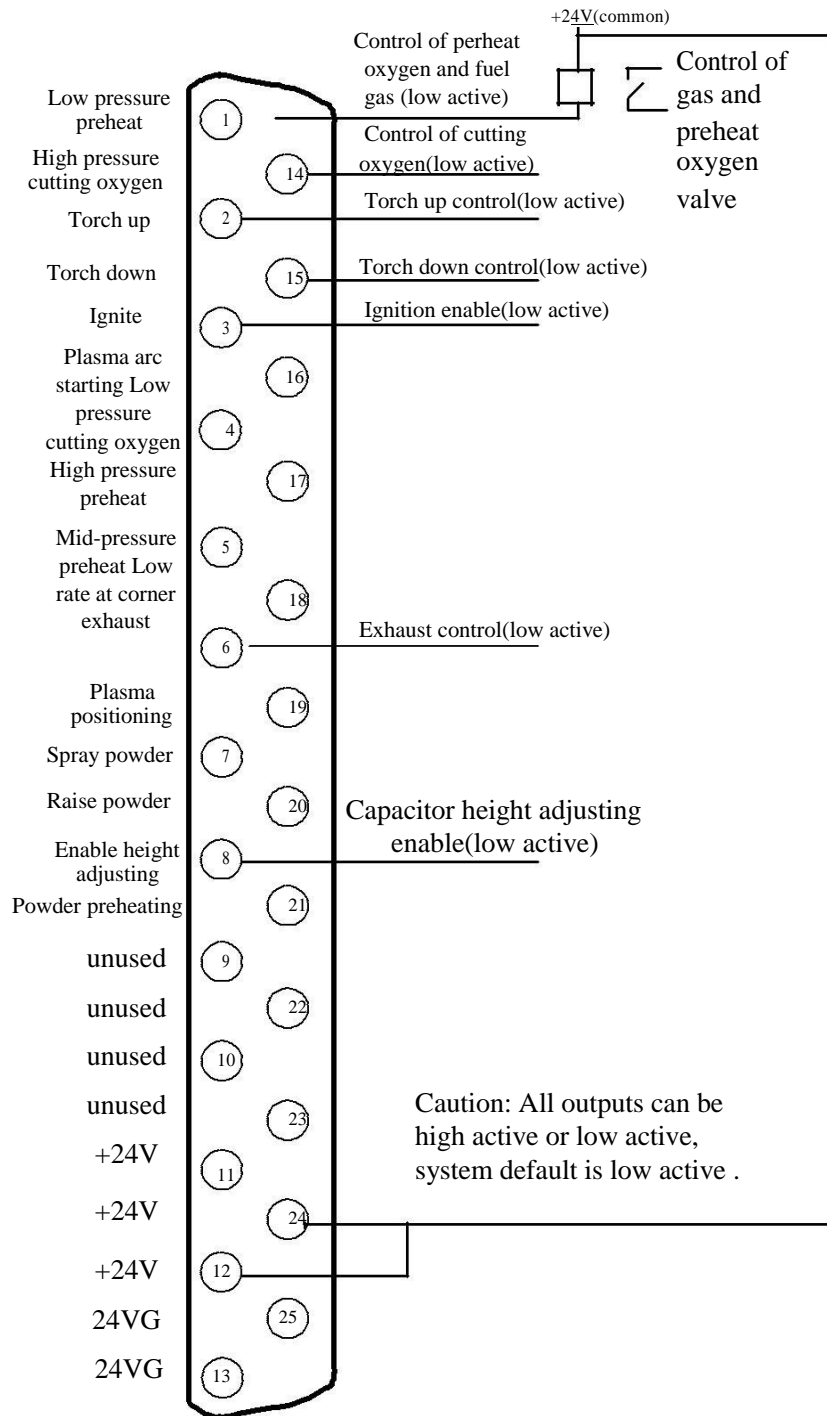 +24V(common)
Control of perheat
oxygen and fuel
gas (low active)
Control of
gas and
preheat
oxygen
valve
Low pressure
preheat
1
Control of cutting
oxygen(low active)
High pressure
cutting oxygen
14
Torch up
2
Torch up control(low active)
Torch down
15
Torch down control(low active)
Ignite
3
Ignition enable(low active)
Plasma arc
starting Low
pressure
cutting oxygen
16
4
High pressure
preheat
17
Mid-pressure
preheat Low
rate at corner
exhaust
5
18
6
Exhaust control(low active)
Plasma
positioning
19
Spray powder
7
Raise powder
20
Capacitor height adjusting
enable(low active)
Enable height
adjusting
8
Powder preheating
21
unused
9
unused
22
unused
10
unused
23
Caution: All outputs can be
high active or low active,
system default is low active .
+24V
11
+24V
24
+24V
12
24VG
25
24VG
13